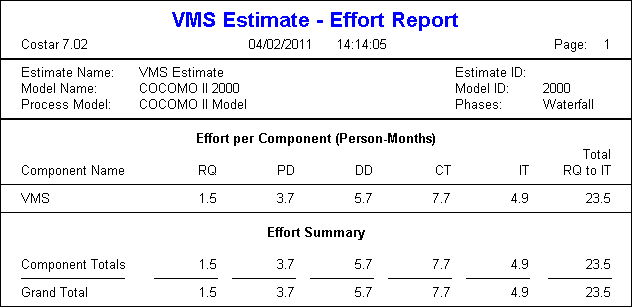 VMS Estimate - Effort Report
Costar 7.02 04/02/2011 14:14:05 Page: 1
Estimate Name: VMS Estimate Estimate ID:
Model Name: COCOMO II 2000 Model ID: 2000
Process Model: COCOMO II Model Phases: Waterfall
Effort per Component (Person-Months)
Total
Component Name RQ PD DD CT IT RQ to IT
VMS 1.5 3.7 5.7 7.7 4.9 23.5
Effort Summary
Component Totals 1.5 3.7 5.7 7.7 4.9 23.5
Grand Total 1.5 3.7 5.7 7.7 4.9 23.5